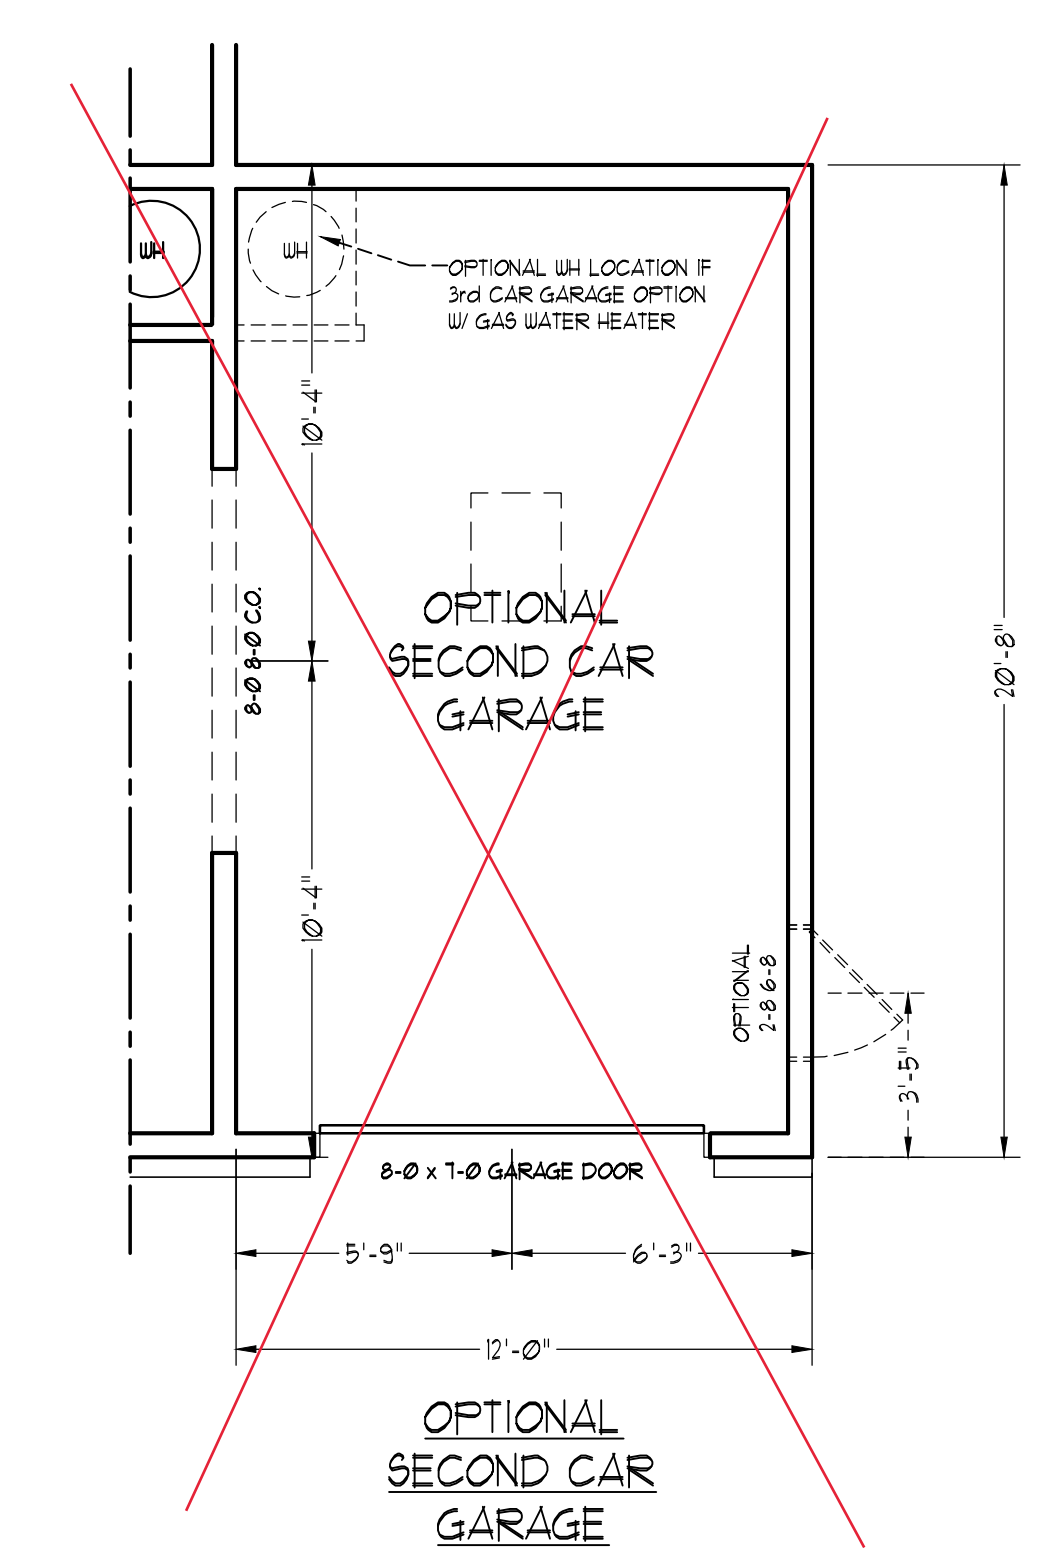 WH
WH
OPTIONAL WH LOCATION IF
3rd CAR GARAGE OPTION
W/ GAS WATER HEATER
10'-4"
8-0 8-0 C.O.
OPTIONAL
SECOND CAR
GARAGE
20'-8"
10'-4"
OPTIONAL
2-8 6-8
3'-5"
8-0 x 7-0 GARAGE DOOR
5'-9"
6'-3"
12'-0"
OPTIONAL
SECOND CAR
GARAGE